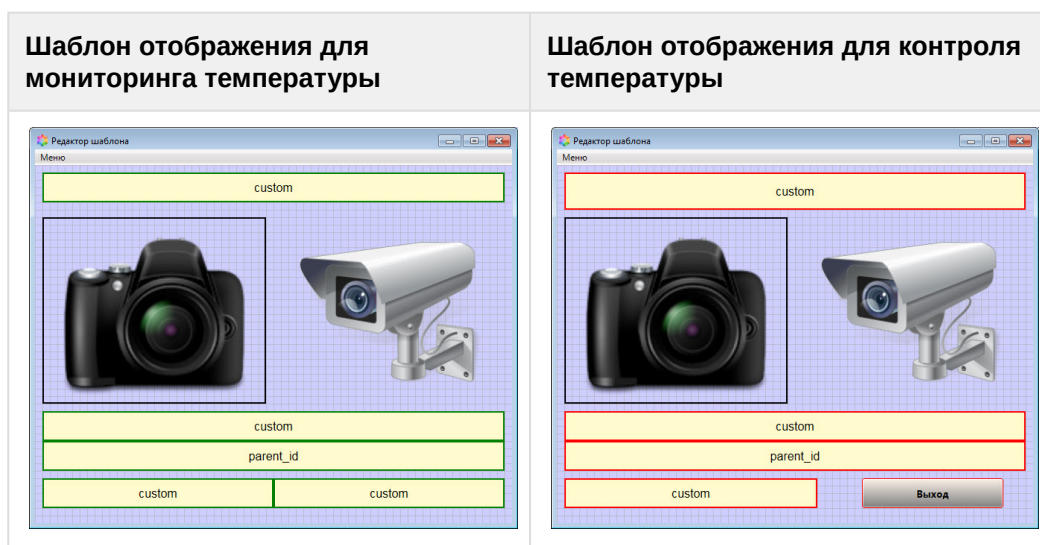 Шаблон отображения для
мониторинга температуры
Шаблон отображения для контроля
температуры
Редактор шаблона
Меню
custom
custom
parent_id
custom custom
Редактор шаблона
Меню
custom
custom
parent_id
custom Выход